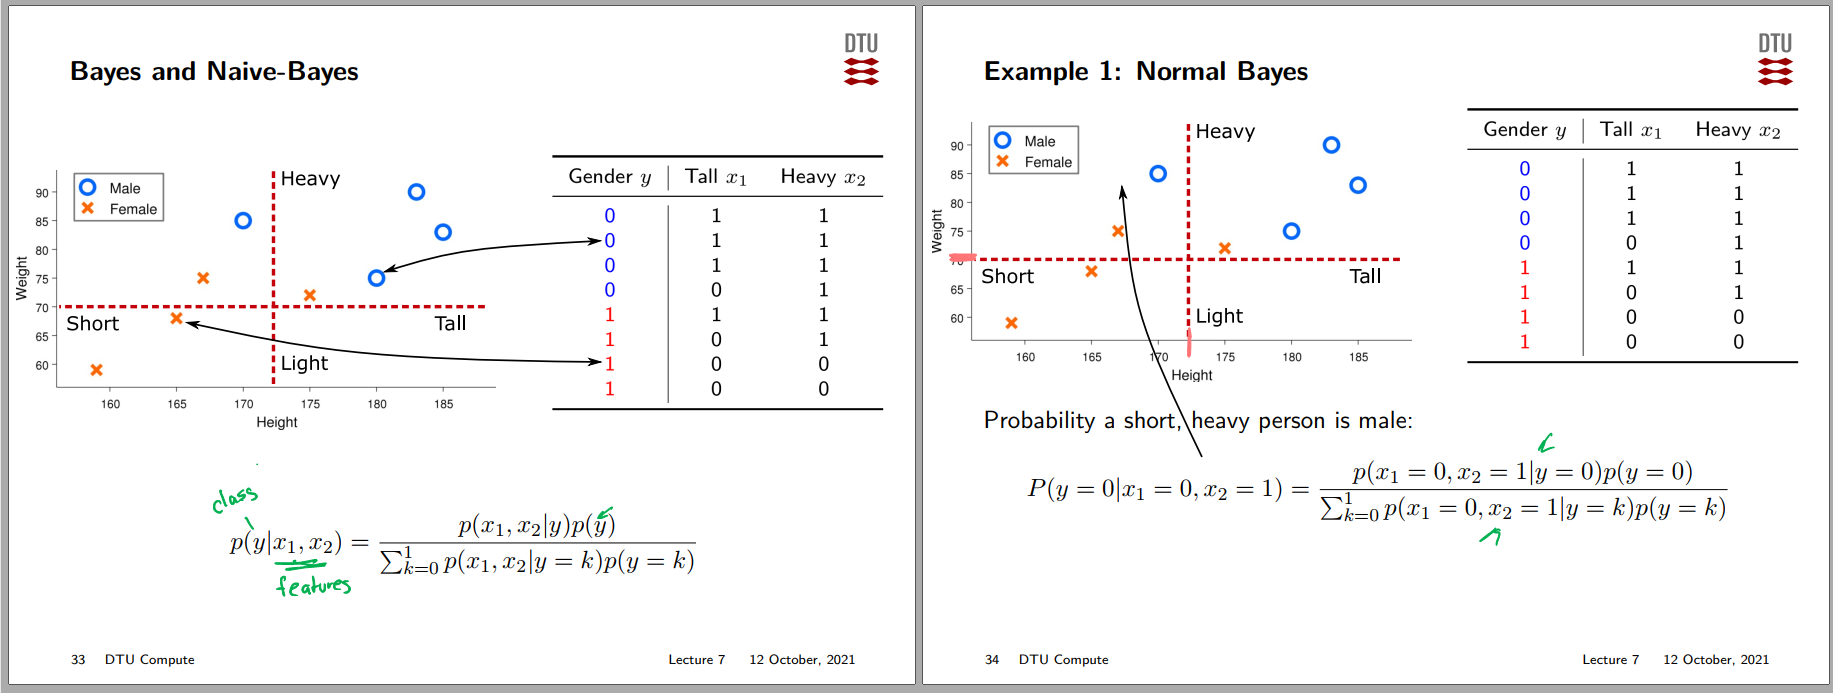 DTU
Bayes and Naive-Bayes
Male
Female
Heavy
Short
Tall
Light
90
85
80
75
70
65
60
Weight
160 165 170 175 180 185
Height
Gender y Tall x₁ Heavy x₂
0 1 1
0 1 1
0 1 1
0 0 1
1 1 1
1 0 1
1 0 0
1 0 0
class
p(y|x₁, x₂) = p(x₁, x₂|y)p(y) / ∑¹ₖ₌₀ p(x₁, x₂|y = k)p(y = k)
features
33 DTU Compute Lecture 7 12 October, 2021
DTU
Example 1: Normal Bayes
Male
Female
Heavy
Short
Tall
Light
90
85
80
75
70
65
60
Weight
160 165 170 175 180 185
Height
Gender y Tall x₁ Heavy x₂
0 1 1
0 1 1
0 1 1
0 0 1
1 1 1
1 0 1
1 0 0
1 0 0
Probability a short, heavy person is male:
P(y = 0|x₁ = 0, x₂ = 1) = p(x₁ = 0, x₂ = 1|y = 0)p(y = 0) / ∑¹ₖ₌₀ p(x₁ = 0, x₂ = 1|y = k)p(y = k)
34 DTU Compute Lecture 7 12 October, 2021